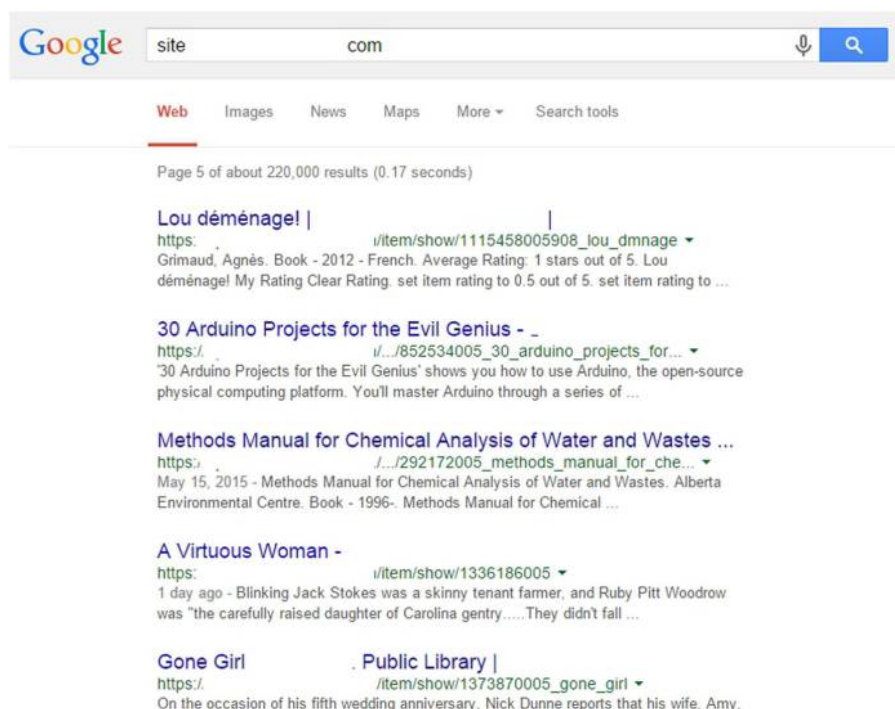 Google site com
Web Images News Maps More Search tools
Page 5 of about 220,000 results (0.17 seconds)
Lou déménage! | |
https: /item/show/1115458005908_lou_dmnage
Grimaud, Agnès. Book - 2012 - French. Average Rating: 1 stars out of 5. Lou
déménage! My Rating Clear Rating. set item rating to 0.5 out of 5. set item rating to ...
30 Arduino Projects for the Evil Genius -
https:/. /.../852534005_30_arduino_projects_for...
'30 Arduino Projects for the Evil Genius' shows you how to use Arduino, the open-source
physical computing platform. You'll master Arduino through a series of ...
Methods Manual for Chemical Analysis of Water and Wastes ...
https:/ /.../292172005_methods_manual_for_che...
May 15, 2015 - Methods Manual for Chemical Analysis of Water and Wastes. Alberta
Environmental Centre. Book - 1996-. Methods Manual for Chemical ...
A Virtuous Woman -
https: /item/show/1336186005
1 day ago - Blinking Jack Stokes was a skinny tenant farmer, and Ruby Pitt Woodrow
was "the carefully raised daughter of Carolina gentry.....They didn't fall ...
Gone Girl . Public Library |
https:/. /item/show/1373870005_gone_girl
On the occasion of his fifth wedding anniversary, Nick Dunne reports that his wife, Amy,